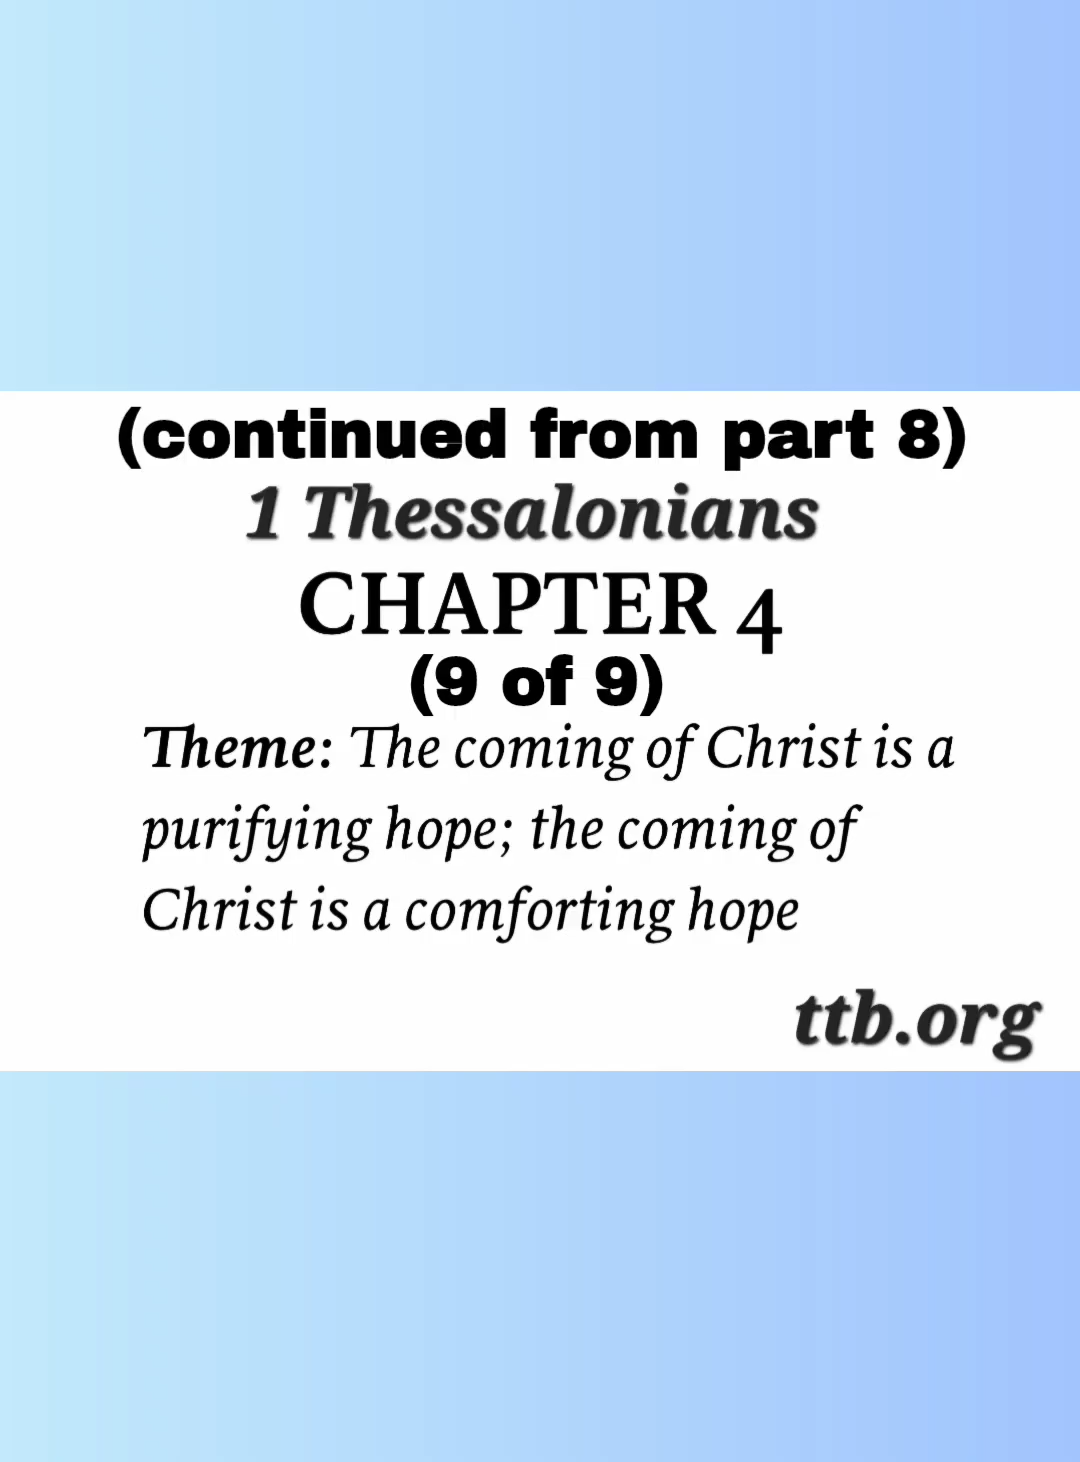 (continued from part 8)
1 Thessalonians
CHAPTER 4
(9 of 9)
Theme: The coming of Christ is a
purifying hope; the coming of
Christ is a comforting hope
ttb.org